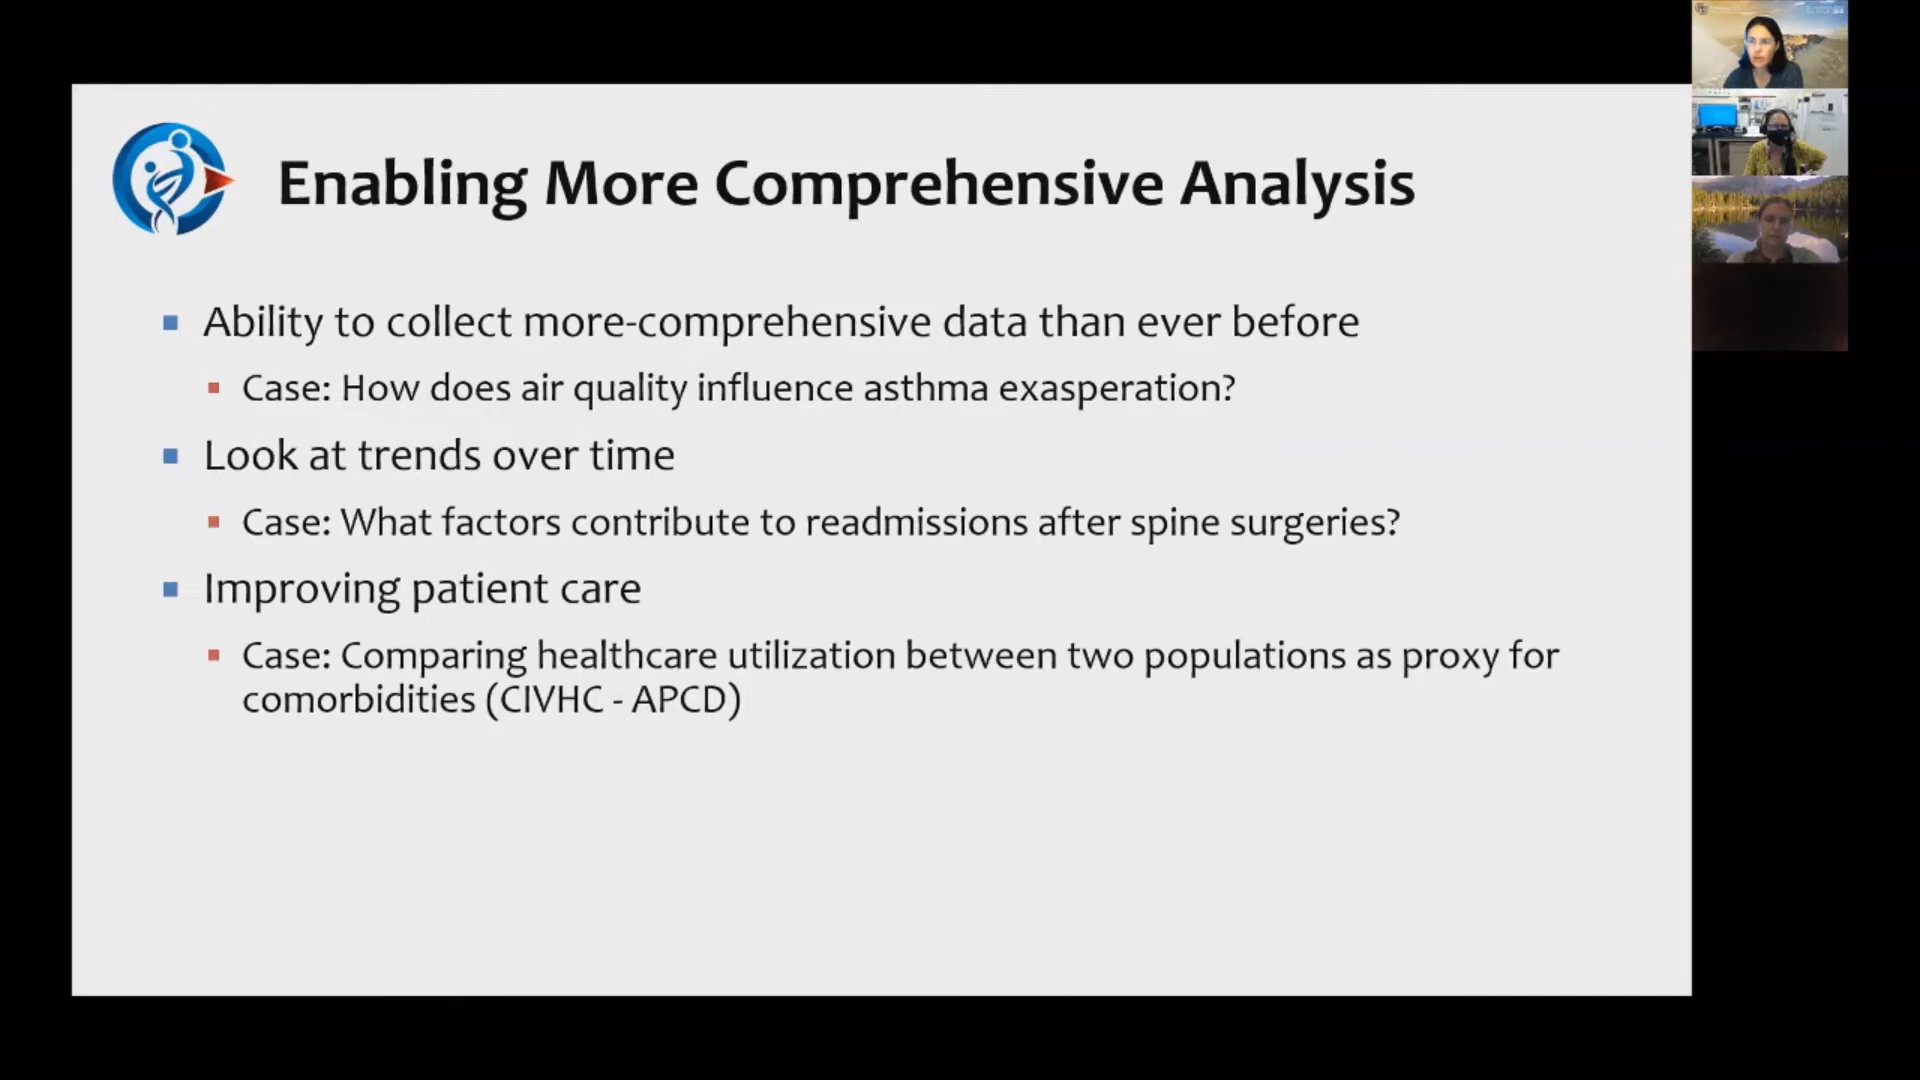 Enabling More Comprehensive Analysis
Ability to collect more-comprehensive data than ever before
Case: How does air quality influence asthma exasperation?
Look at trends over time
Case: What factors contribute to readmissions after spine surgeries?
Improving patient care
Case: Comparing healthcare utilization between two populations as proxy for
comorbidities (CIVHC - APCD)